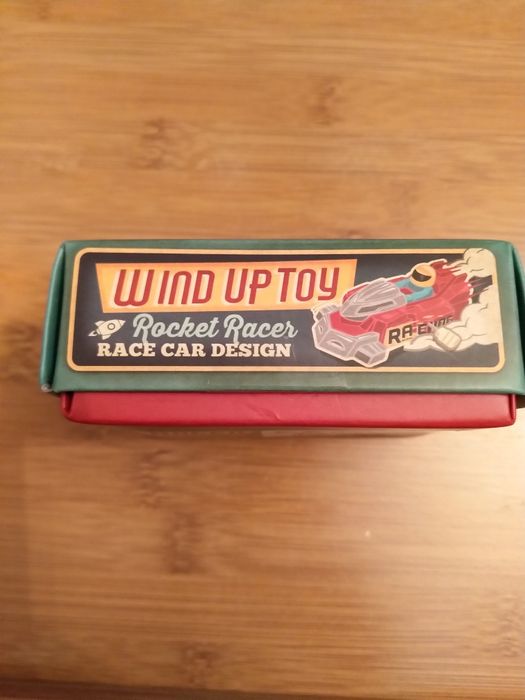 WIND UP TOY
Rocket Racer
RACE CAR DESIGN